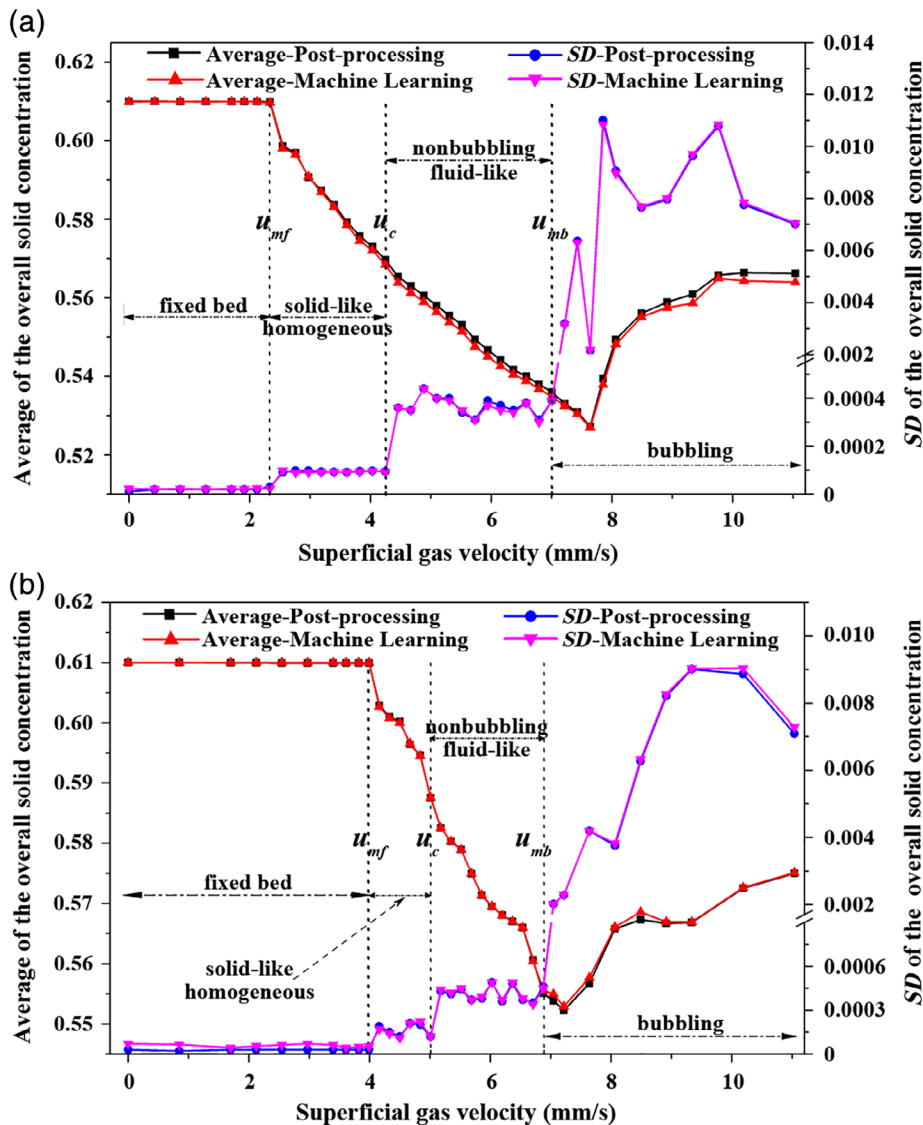 (a)
Average-Post-processing
SD-Post-processing
Average-Machine Learning
SD-Machine Learning
0.62
0.60
0.58
0.56
0.54
0.52
Average of the overall solid concentration
0.014
0.012
0.010
0.008
0.006
0.004
0.002
0.0004
0.0002
0
SD of the overall solid concentration
nonbubbling
fluid-like
u_mf
u_c
u_mb
fixed bed
solid-like
homogeneous
bubbling
0 2 4 6 8 10
Superficial gas velocity (mm/s)
(b)
Average-Post-processing
SD-Post-processing
Average-Machine Learning
SD-Machine Learning
0.62
0.61
0.60
0.59
0.58
0.57
0.56
0.55
Average of the overall solid concentration
0.010
0.008
0.006
0.004
0.002
0.0006
0.0003
0
SD of the overall solid concentration
nonbubbling
fluid-like
u_mf
u_c
u_mb
fixed bed
solid-like
homogeneous
bubbling
0 2 4 6 8 10
Superficial gas velocity (mm/s)